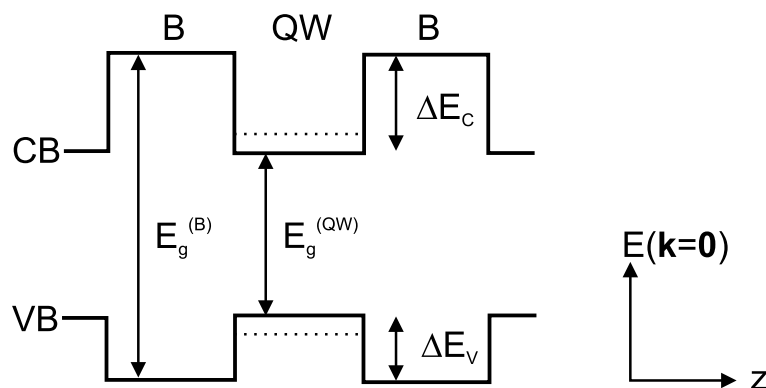 B QW B
ΔE_C
CB
E_g^(B) E_g^(QW)
E(k=0)
VB
ΔE_V
z